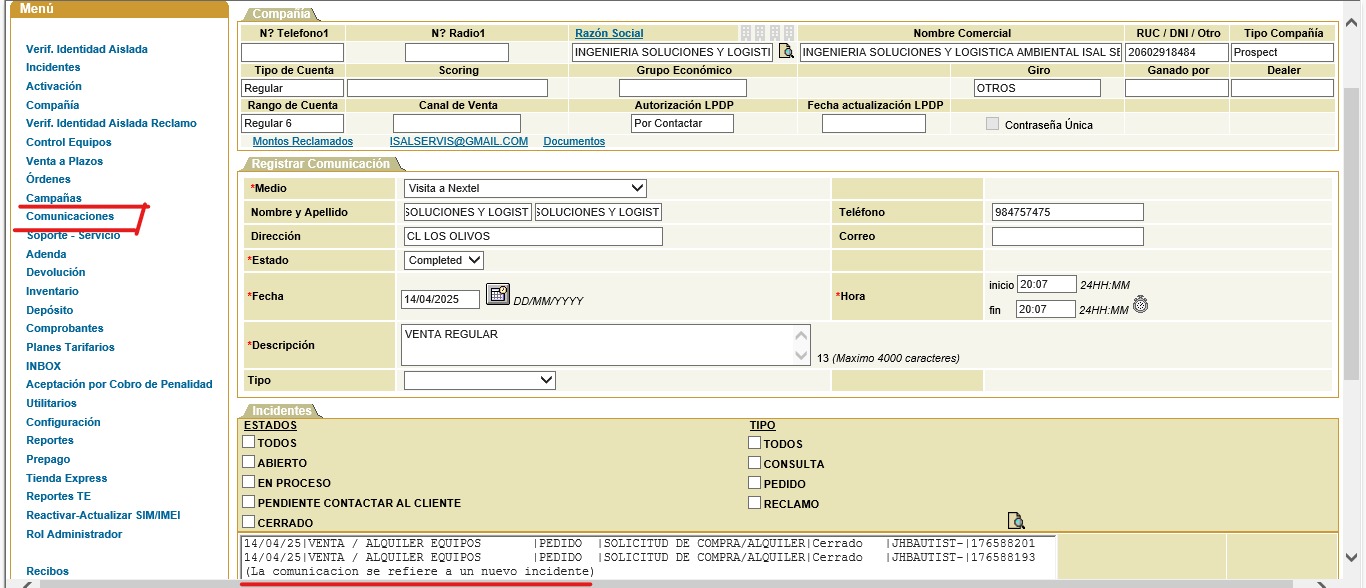 Menú
Verif. Identidad Aislada
Incidentes
Activación
Compañía
Verif. Identidad Aislada Reclamo
Control Equipos
Venta a Plazos
Órdenes
Campañas
Comunicaciones
Soporte - Servicio
Adenda
Devolución
Inventario
Depósito
Comprobantes
Planes Tarifarios
INBOX
Aceptación por Cobro de Penalidad
Utilitarios
Configuración
Reportes
Prepago
Tienda Express
Reportes TE
Reactivar-Actualizar SIM/IMEI
Rol Administrador
Recibos
Compañía
N? Telefono1 N? Radio1 Razón Social Nombre Comercial RUC / DNI / Otro Tipo Compañía
INGENIERIA SOLUCIONES Y LOGISTI INGENIERIA SOLUCIONES Y LOGISTICA AMBIENTAL ISAL SE 20602918484 Prospect
Tipo de Cuenta Scoring Grupo Económico Giro Ganado por Dealer
Regular OTROS
Rango de Cuenta Canal de Venta Autorización LPDP Fecha actualización LPDP
Regular 6 Por Contactar Contraseña Única
Montos Reclamados ISALSERVIS@GMAIL.COM Documentos
Registrar Comunicación
*Medio Visita a Nextel
Nombre y Apellido SOLUCIONES Y LOGIST SOLUCIONES Y LOGIST Teléfono 984757475
Dirección CL LOS OLIVOS Correo
*Estado Completed
*Fecha 14/04/2025 DD/MM/YYYY *Hora inicio 20:07 24HH:MM
fin 20:07 24HH:MM
*Descripción VENTA REGULAR 13 (Maximo 4000 caracteres)
Tipo
Incidentes
ESTADOS TIPO
TODOS TODOS
ABIERTO CONSULTA
EN PROCESO PEDIDO
PENDIENTE CONTACTAR AL CLIENTE RECLAMO
CERRADO
14/04/25|VENTA / ALQUILER EQUIPOS |PEDIDO |SOLICITUD DE COMPRA/ALQUILER|Cerrado |JHBAUTIST-|176588201
14/04/25|VENTA / ALQUILER EQUIPOS |PEDIDO |SOLICITUD DE COMPRA/ALQUILER|Cerrado |JHBAUTIST-|176588193
(La comunicacion se refiere a un nuevo incidente)